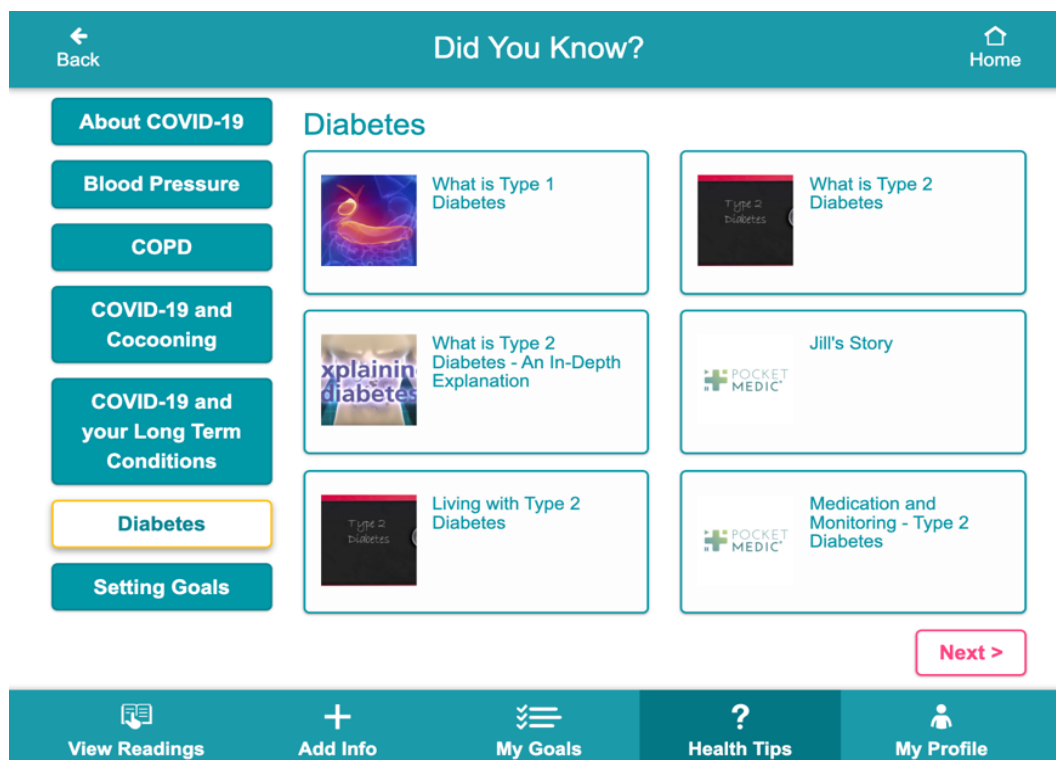 Back
Did You Know?
Home
About COVID-19
Blood Pressure
COPD
COVID-19 and
Cocooning
COVID-19 and
your Long Term
Conditions
Diabetes
Setting Goals
Diabetes
What is Type 1
Diabetes
Type 2
Diabetes
What is Type 2
Diabetes
xplainin
diabetes
What is Type 2
Diabetes - An In-Depth
Explanation
POCKET
MEDIC
Jill's Story
Type 2
Diabetes
Living with Type 2
Diabetes
POCKET
MEDIC
Medication and
Monitoring - Type 2
Diabetes
Next >
View Readings
Add Info
My Goals
?
Health Tips
My Profile